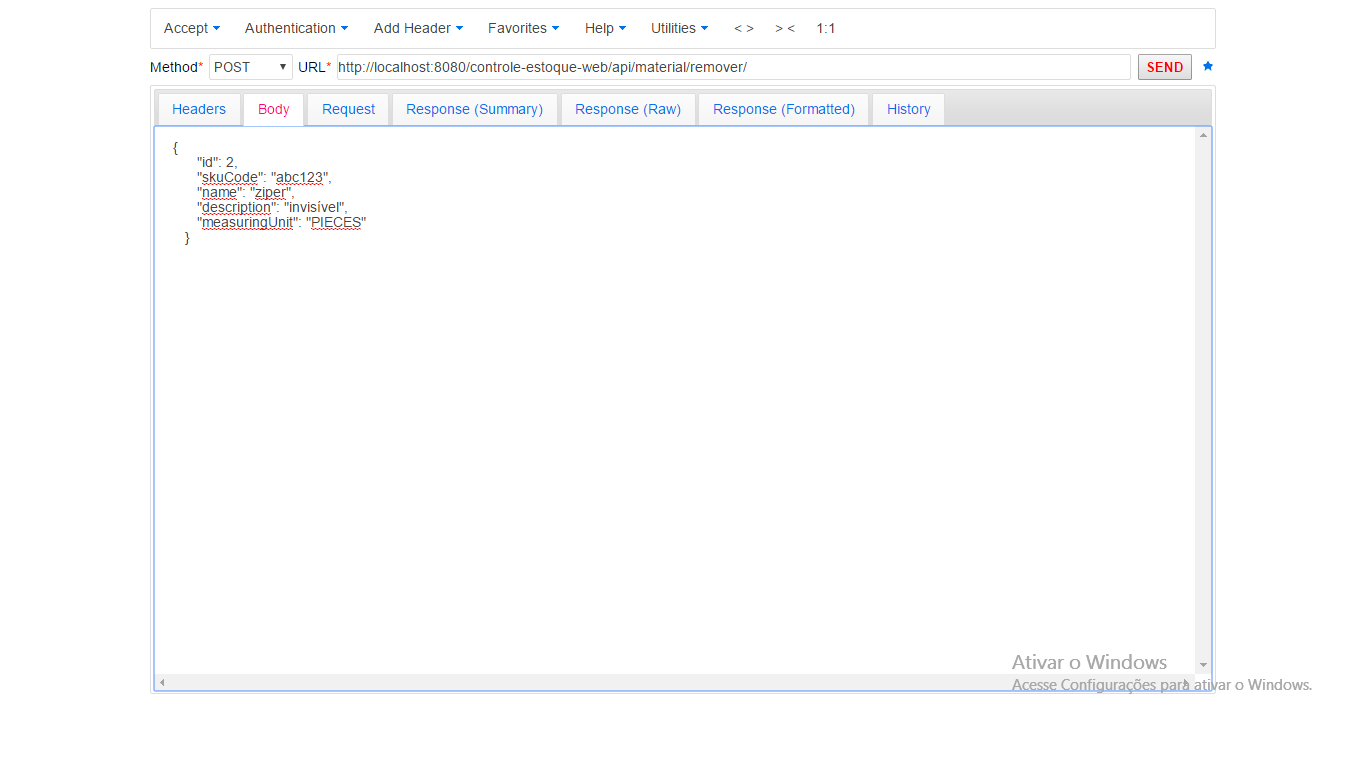 Accept Authentication Add Header Favorites Help Utilities < > > < 1:1
Method* POST URL* http://localhost:8080/controle-estoque-web/api/material/remover/ SEND
Headers Body Request Response (Summary) Response (Raw) Response (Formatted) History
{
"id": 2,
"skuCode": "abc123",
"name": "ziper",
"description": "invisível",
"measuringUnit": "PIECES"
}
Ativar o Windows
Acesse Configurações para ativar o Windows.